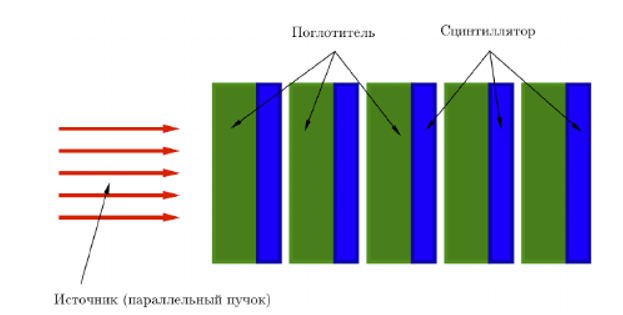 Поглотитель
Сцинтиллятор
Источник (параллельный пучок)